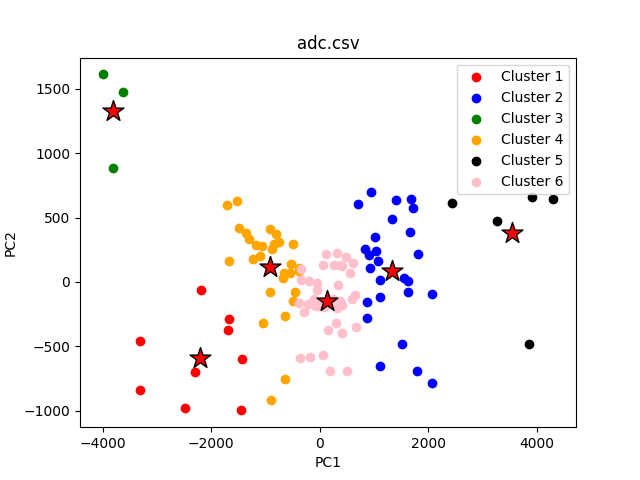 adc.csv
Cluster 1
Cluster 2
Cluster 3
Cluster 4
Cluster 5
Cluster 6
PC2
1500
1000
500
0
−500
−1000
−4000 −2000 0 2000 4000
PC1